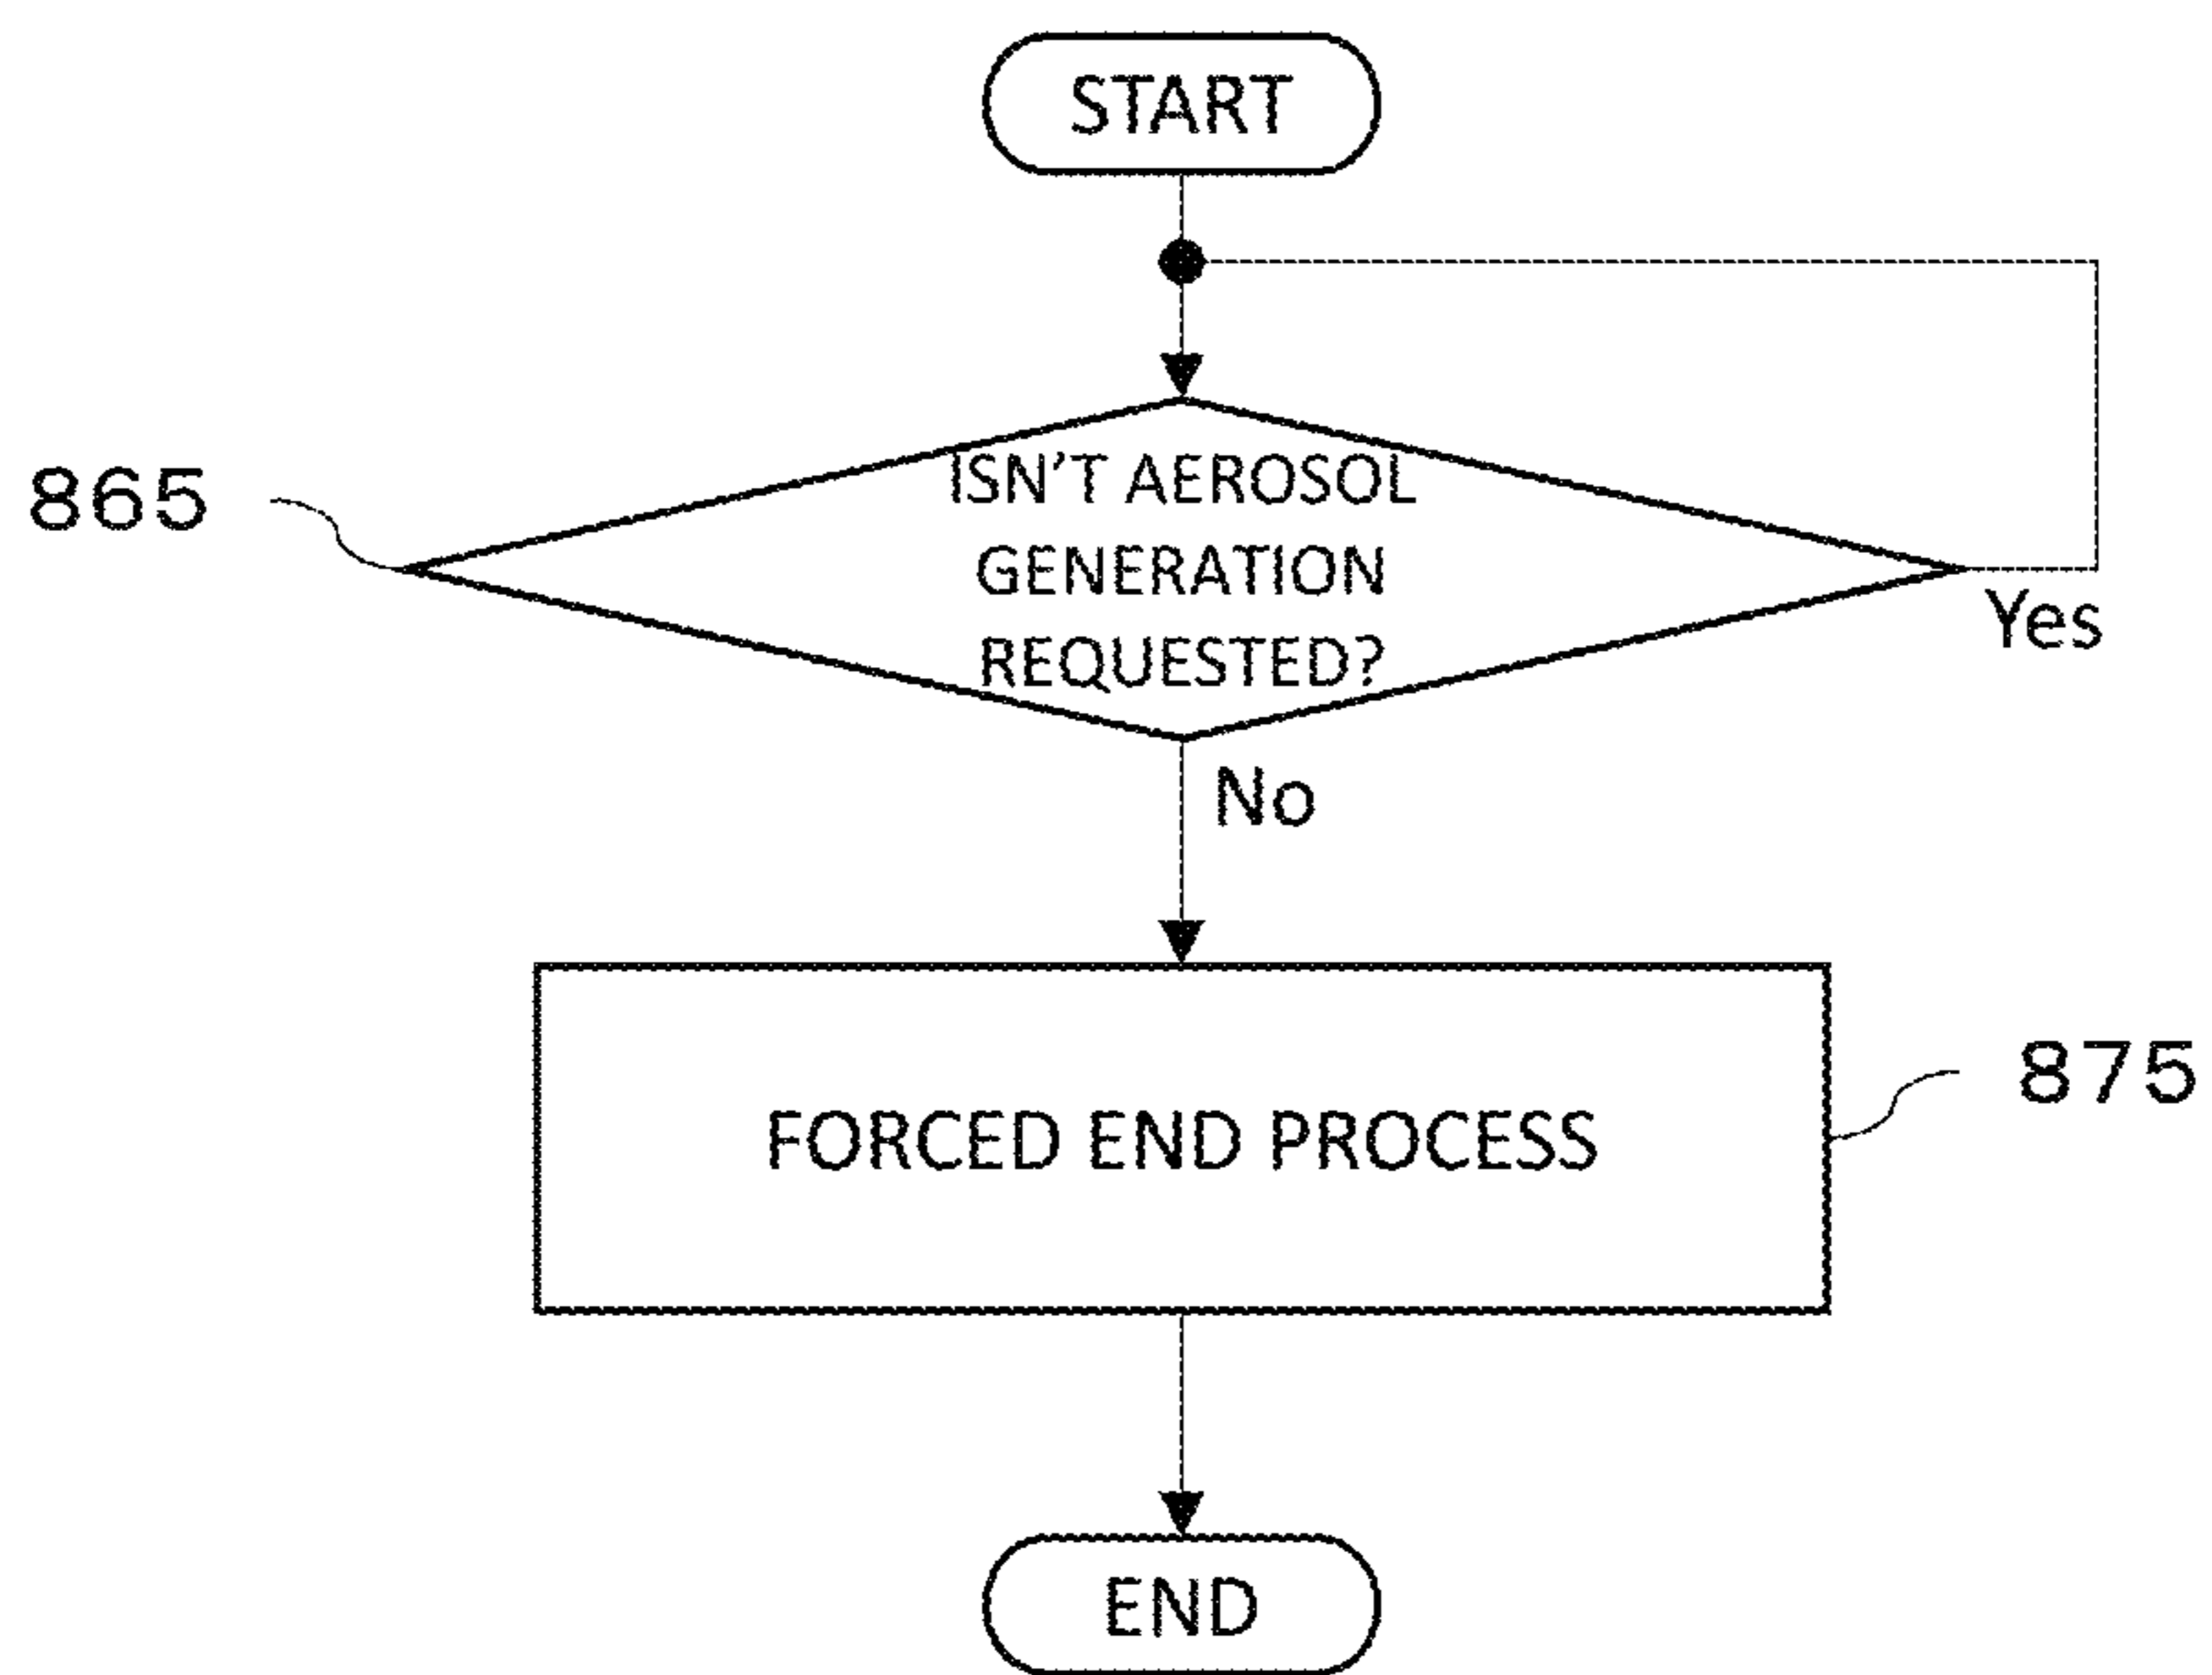 START
865
ISN'T AEROSOL
GENERATION
REQUESTED?
Yes
No
FORCED END PROCESS
875
END